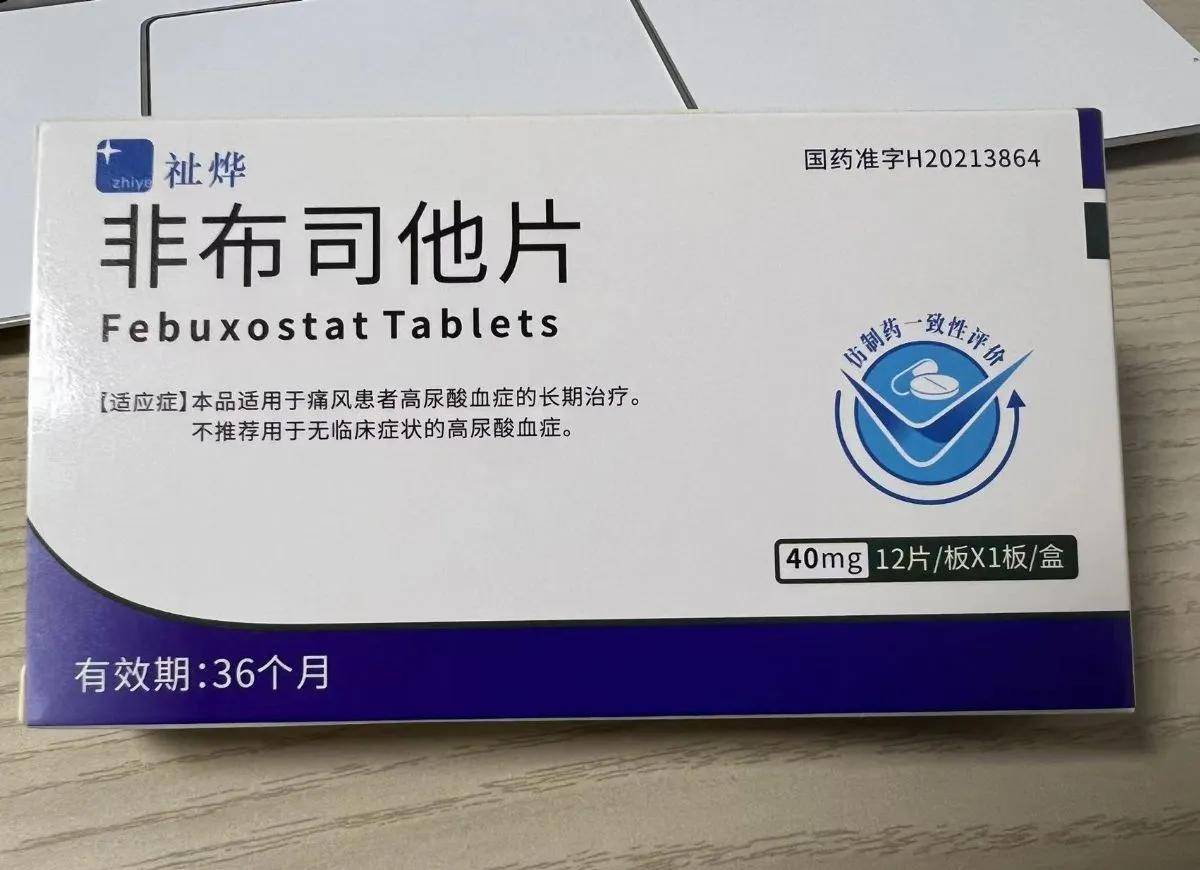 zhiye
祉烨
国药准字H20213864
非布司他片
Febuxostat Tablets
仿制药一致性评价
【适应症】本品适用于痛风患者高尿酸血症的长期治疗。
不推荐用于无临床症状的高尿酸血症。
40mg 12片/板X1板/盒
有效期:36个月